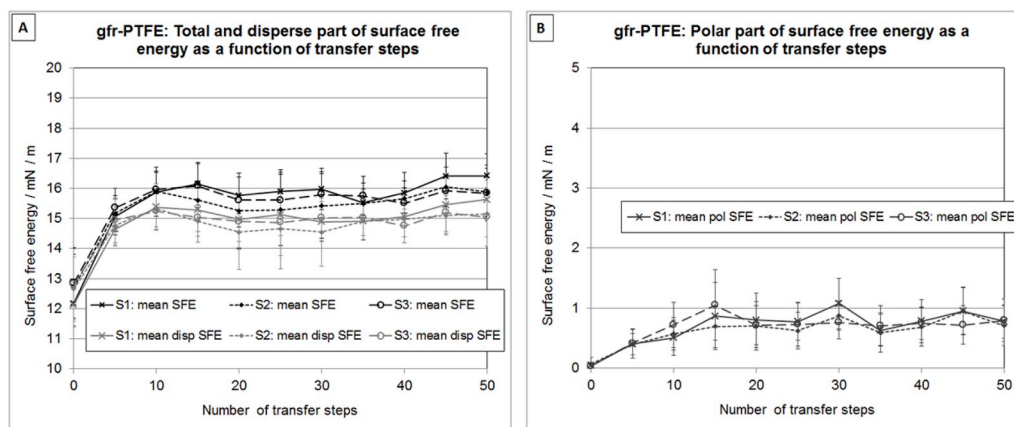 A
gfr-PTFE: Total and disperse part of surface free
energy as a function of transfer steps
Surface free energy / mN / m
20
19
18
17
16
15
14
13
12
11
10
S1: mean SFE
S2: mean SFE
S3: mean SFE
S1: mean disp SFE
S2: mean disp SFE
S3: mean disp SFE
0
10
20
30
40
50
Number of transfer steps
B
gfr-PTFE: Polar part of surface free energy as a
function of transfer steps
Surface free energy / mN / m
5
4
3
2
1
0
S1: mean pol SFE
S2: mean pol SFE
S3: mean pol SFE
0
10
20
30
40
50
Number of transfer steps